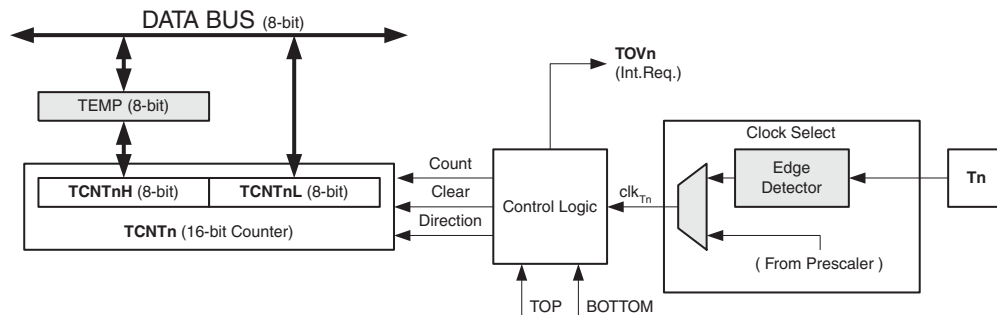 DATA BUS (8-bit)
TOVn
(Int.Req.)
TEMP (8-bit)
Clock Select
Count
Edge
Detector
Tn
TCNTnH (8-bit) TCNTnL (8-bit)
Clear
Control Logic
clkTn
TCNTn (16-bit Counter)
Direction
( From Prescaler )
TOP
BOTTOM